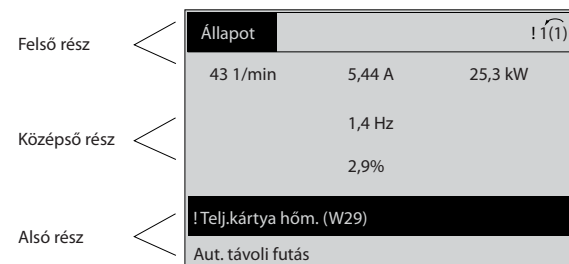 Felső rész
Állapot
! 1(1)
43 1/min
5,44 A
25,3 kW
Középső rész
1,4 Hz
2,9%
Alsó rész
! Telj.kártya hőm. (W29)
Aut. távoli futás